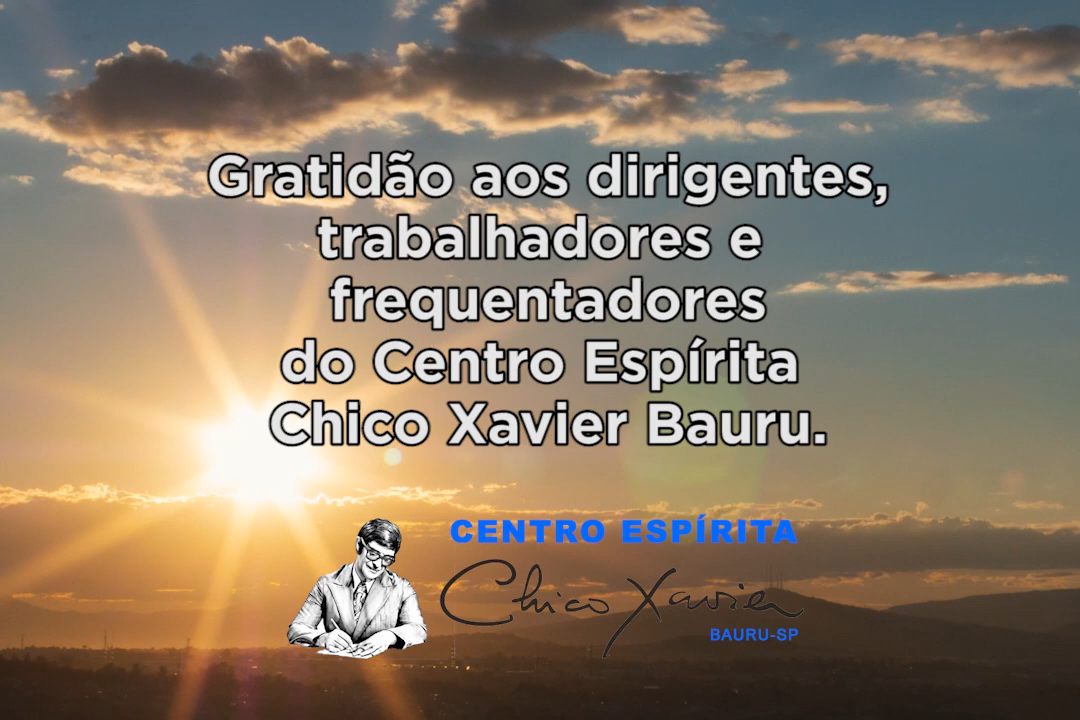 Gratidão aos dirigentes,
trabalhadores e
frequentadores
do Centro Espírita
Chico Xavier Bauru.
CENTRO ESPÍRITA
Chico Xavier
BAURU-SP